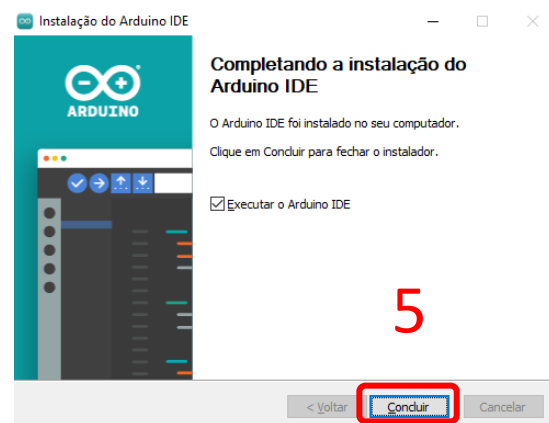 Instalação do Arduino IDE
ARDUINO
Completando a instalação do
Arduino IDE
O Arduino IDE foi instalado no seu computador.
Clique em Concluir para fechar o instalador.
Executar o Arduino IDE
5
< Voltar
Concluir
Cancelar